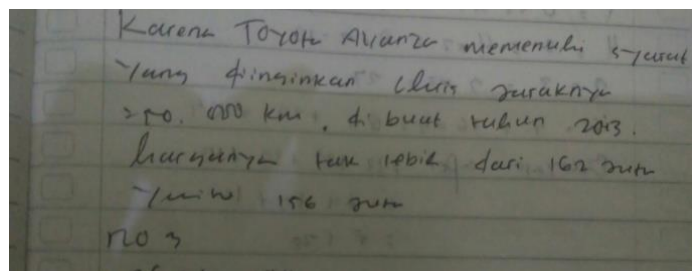 Karena Toyota Avanza memenuhi syarat
yang diinginkan Chris jaraknya
250.000 km, di buat tahun 2013.
harganya tak lebih dari 162 juta
yaitu 156 juta
no 3